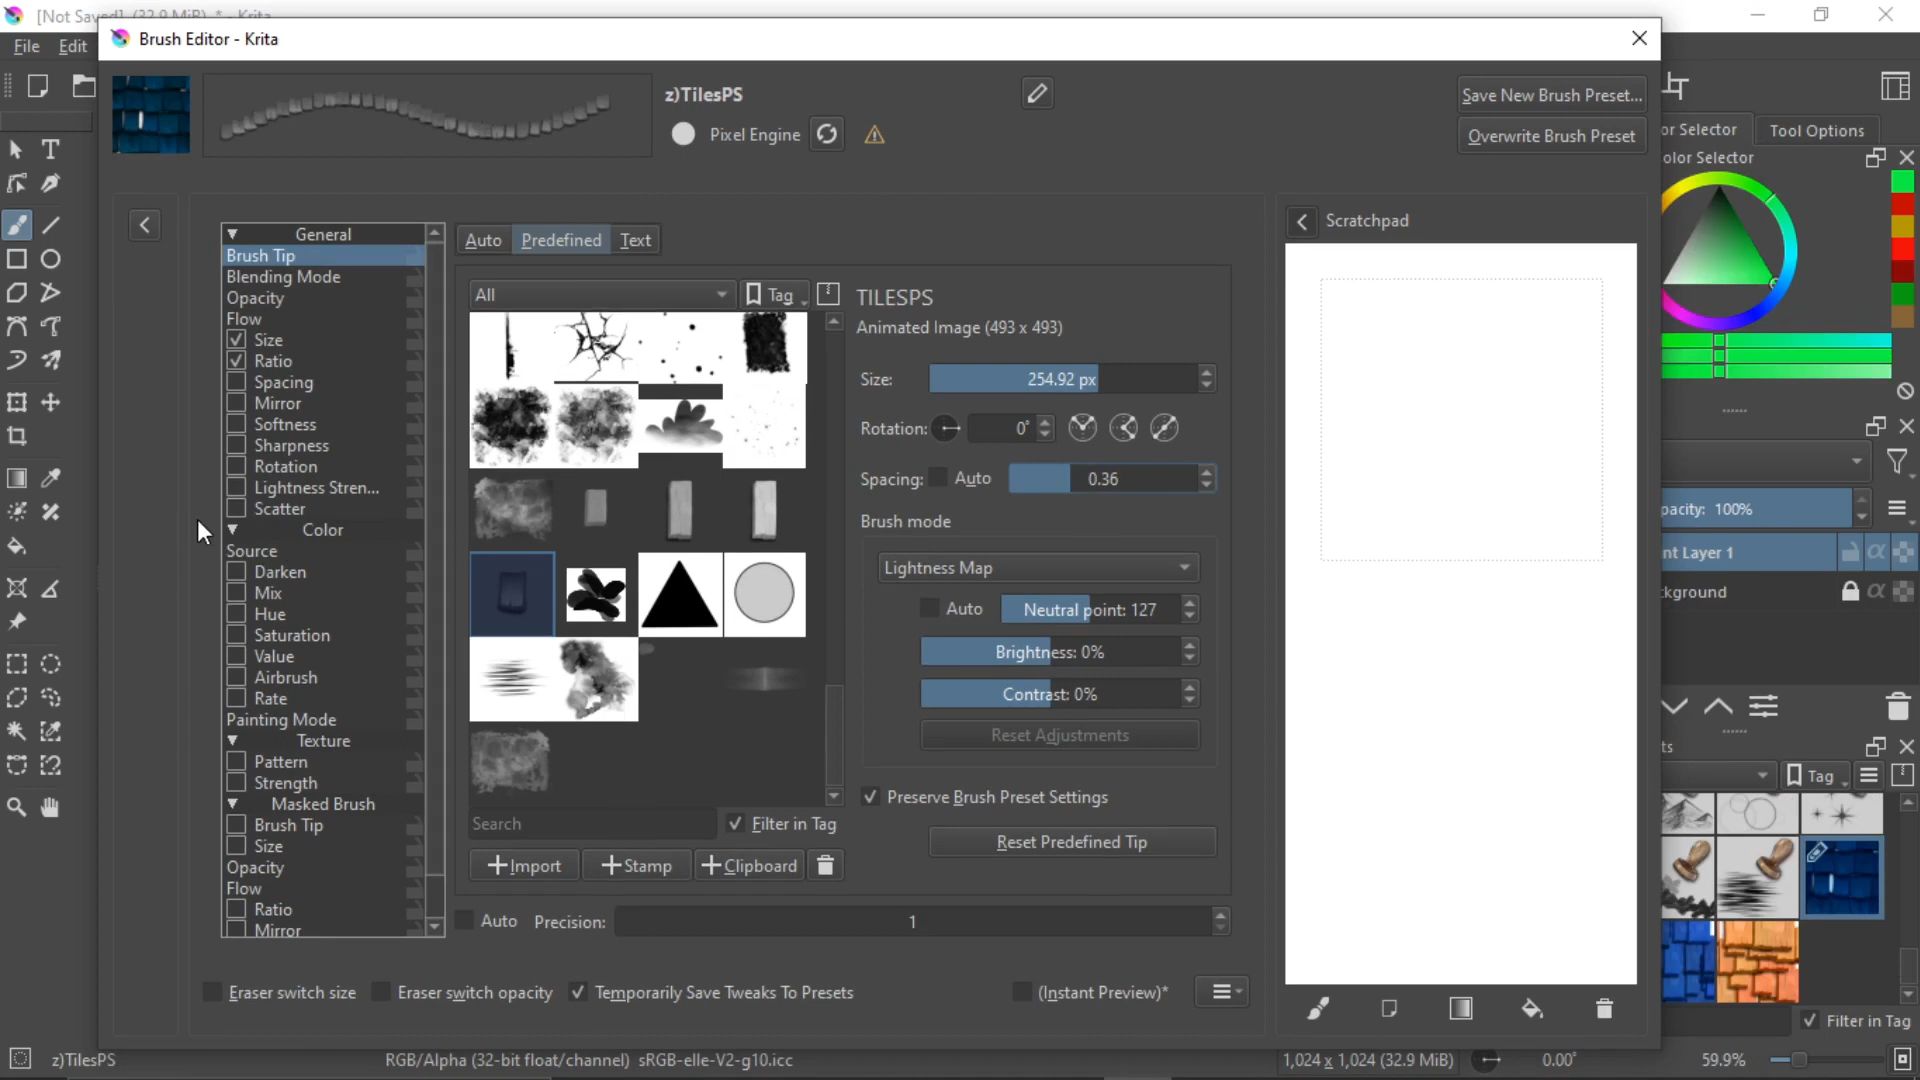 [Not Saved] (32.9 MiB) * - Krita
File Edit
Brush Editor - Krita
z)TilesPS
Pixel Engine
Save New Brush Preset...
Overwrite Brush Preset
General
Brush Tip
Blending Mode
Opacity
Flow
Size
Ratio
Spacing
Mirror
Softness
Sharpness
Rotation
Lightness Stren...
Scatter
Color
Source
Darken
Mix
Hue
Saturation
Value
Airbrush
Rate
Painting Mode
Texture
Pattern
Strength
Masked Brush
Brush Tip
Size
Opacity
Flow
Ratio
Mirror
Auto Predefined Text
All
Tag
Search
Filter in Tag
Import Stamp Clipboard
TILESPS
Animated Image (493 x 493)
Size: 254.92 px
Rotation: 0°
Spacing: Auto 0.36
Brush mode
Lightness Map
Auto Neutral point: 127
Brightness: 0%
Contrast: 0%
Reset Adjustments
Preserve Brush Preset Settings
Reset Predefined Tip
Auto Precision: 1
Eraser switch size Eraser switch opacity Temporarily Save Tweaks To Presets (Instant Preview)*
Scratchpad
or Selector Tool Options
olor Selector
pacity: 100%
nt Layer 1
kground
ts
Tag
Filter in Tag
z)TilesPS RGB/Alpha (32-bit float/channel) sRGB-elle-V2-g10.icc 1,024 x 1,024 (32.9 MiB) 0.00° 59.9%